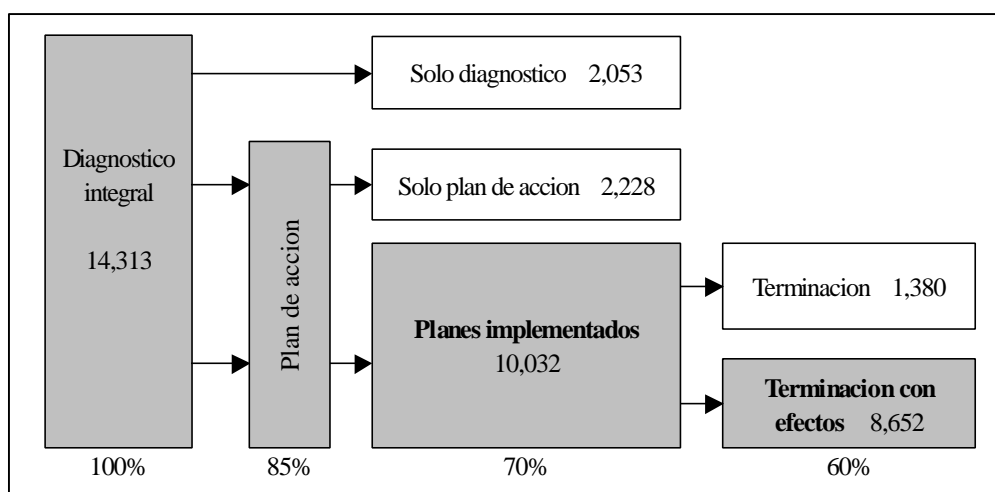 Solo diagnostico 2,053
Diagnostico
integral
14,313
Solo plan de accion 2,228
Plan de accion
Planes implementados
10,032
Terminacion 1,380
Terminacion con
efectos 8,652
100%
85%
70%
60%